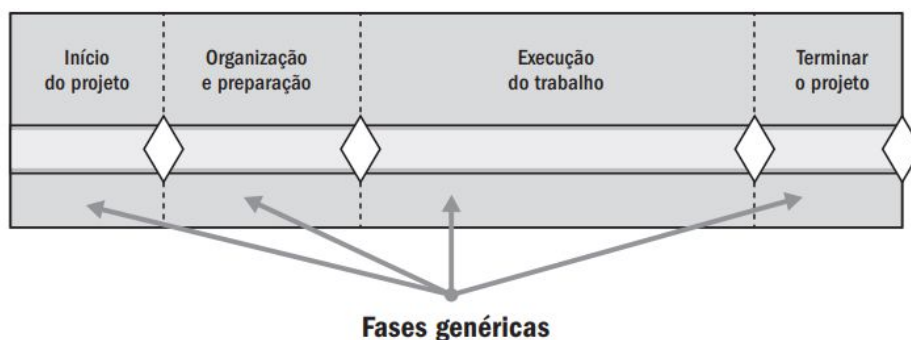 Início
do projeto
Organização
e preparação
Execução
do trabalho
Terminar
o projeto
Fases genéricas